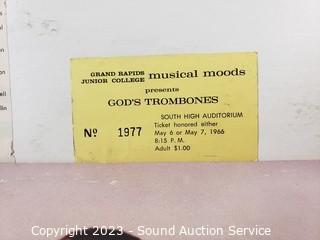 GRAND RAPIDS
JUNIOR COLLEGE musical moods
presents
GOD'S TROMBONES
SOUTH HIGH AUDITORIUM
Ticket honored either
Nº 1977 May 6 or May 7, 1966
8:15 P. M.
Adult $1.00
Copyright 2023 - Sound Auction Service